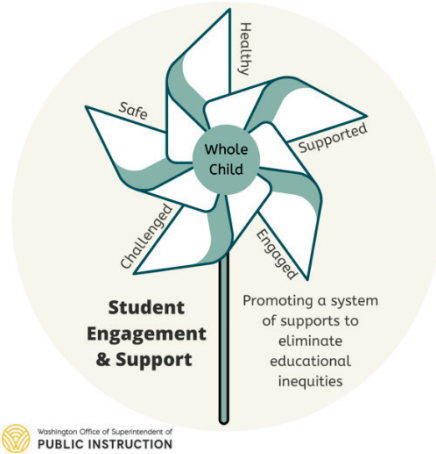 Healthy
Safe
Supported
Whole
Child
Challenged
Engaged
Student
Engagement
& Support
Promoting a system
of supports to
eliminate
educational
inequities
Washington Office of Superintendent of
PUBLIC INSTRUCTION